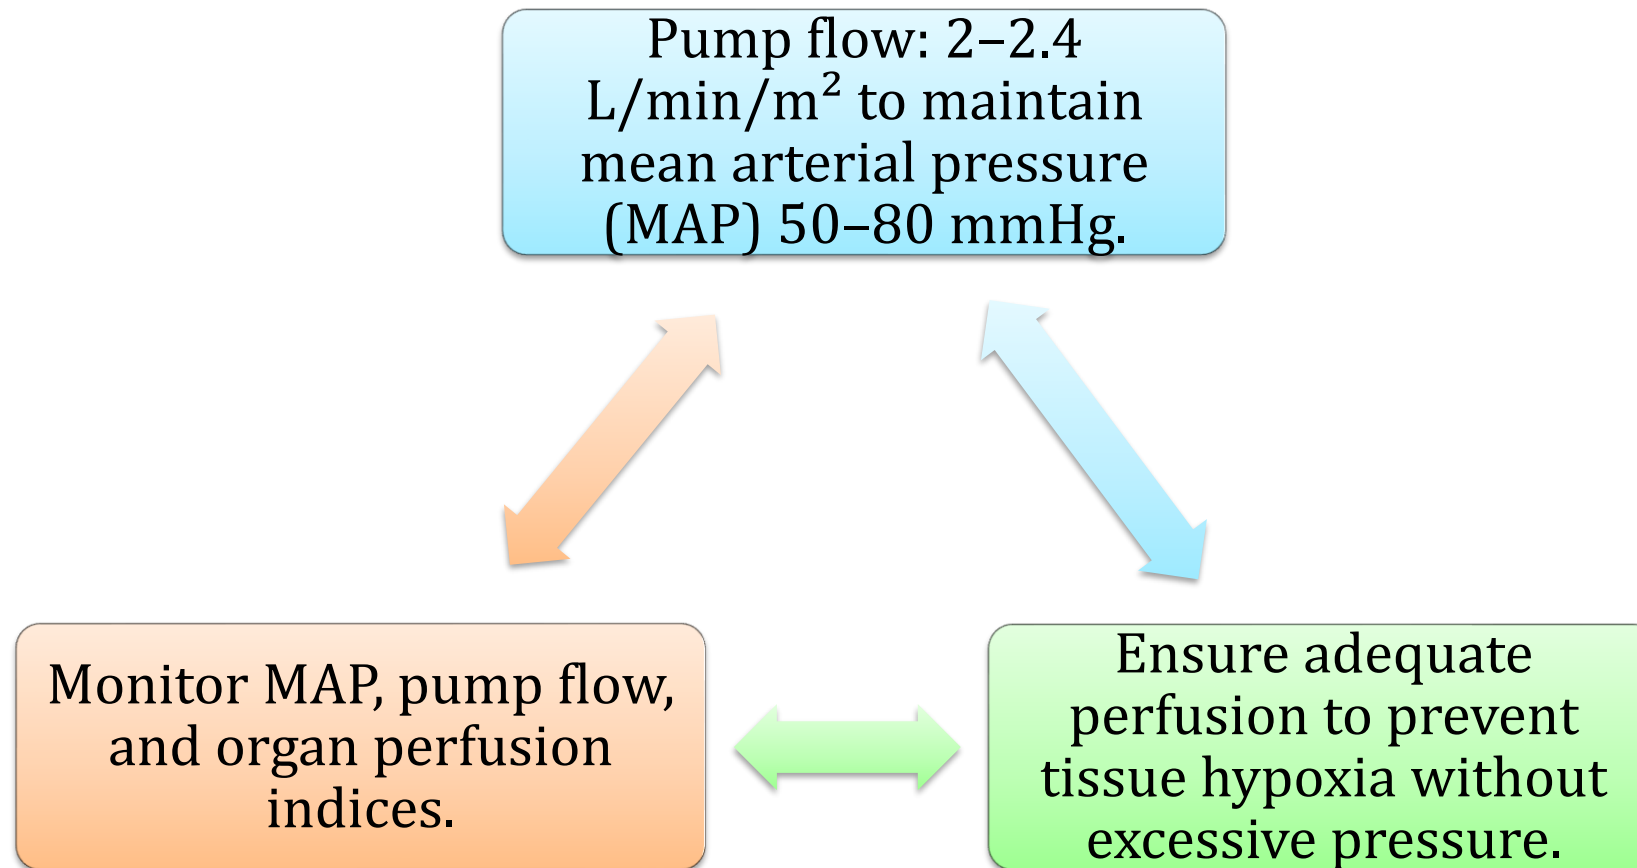 Pump flow: 2–2.4
L/min/m² to maintain
mean arterial pressure
(MAP) 50–80 mmHg.
Monitor MAP, pump flow,
and organ perfusion
indices.
Ensure adequate
perfusion to prevent
tissue hypoxia without
excessive pressure.